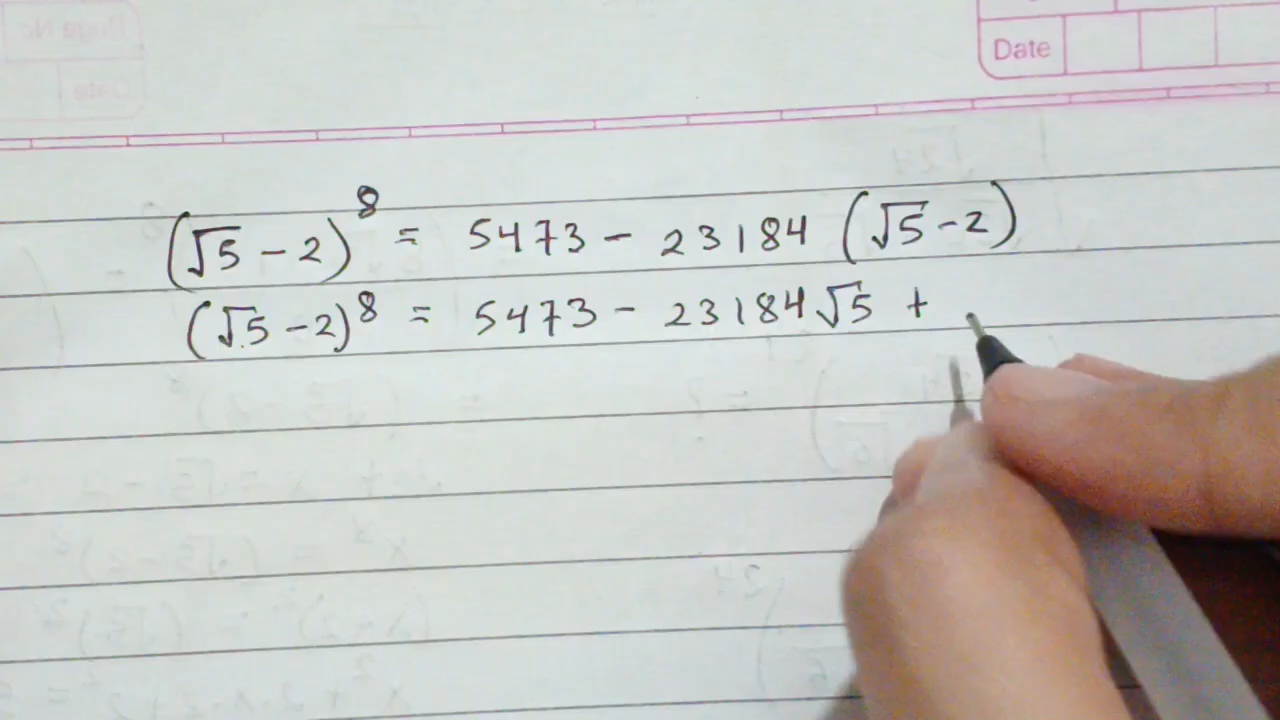 Date
(√5 - 2)^8 = 5473 - 23184 (√5 - 2)
(√5 - 2)^8 = 5473 - 23184√5 +